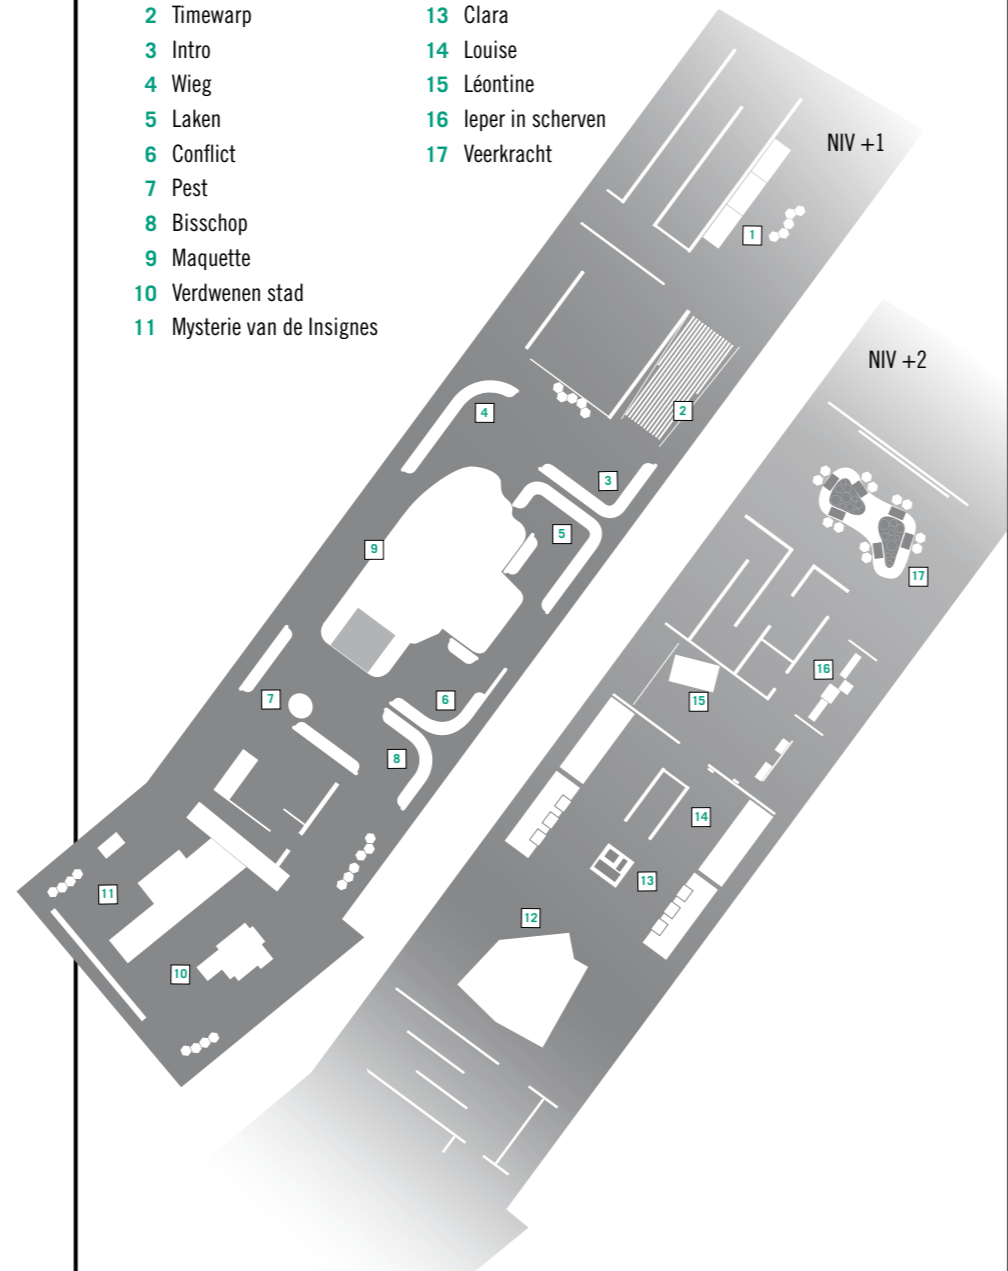 2 Timewarp
3 Intro
4 Wieg
5 Laken
6 Conflict
7 Pest
8 Bisschop
9 Maquette
10 Verdwenen stad
11 Mysterie van de Insignes
13 Clara
14 Louise
15 Léontine
16 Ieper in scherven
17 Veerkracht
NIV +1
1
2
4
3
5
9
7
6
8
11
10
NIV +2
17
16
15
14
13
12